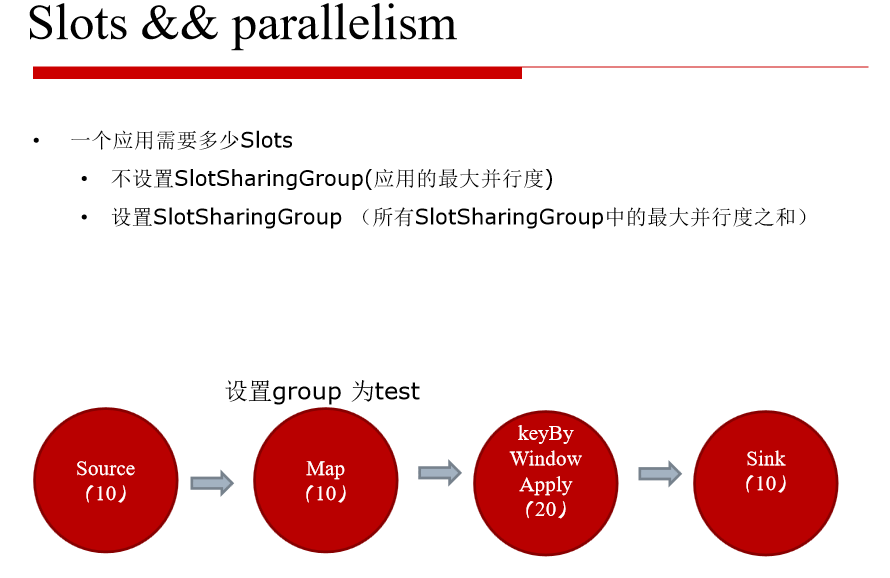 Slots && parallelism
• 一个应用需要多少Slots
• 不设置SlotSharingGroup(应用的最大并行度)
• 设置SlotSharingGroup （所有SlotSharingGroup中的最大并行度之和）
设置group 为test
Source
（10）
Map
（10）
keyBy
Window
Apply
（20）
Sink
（10）